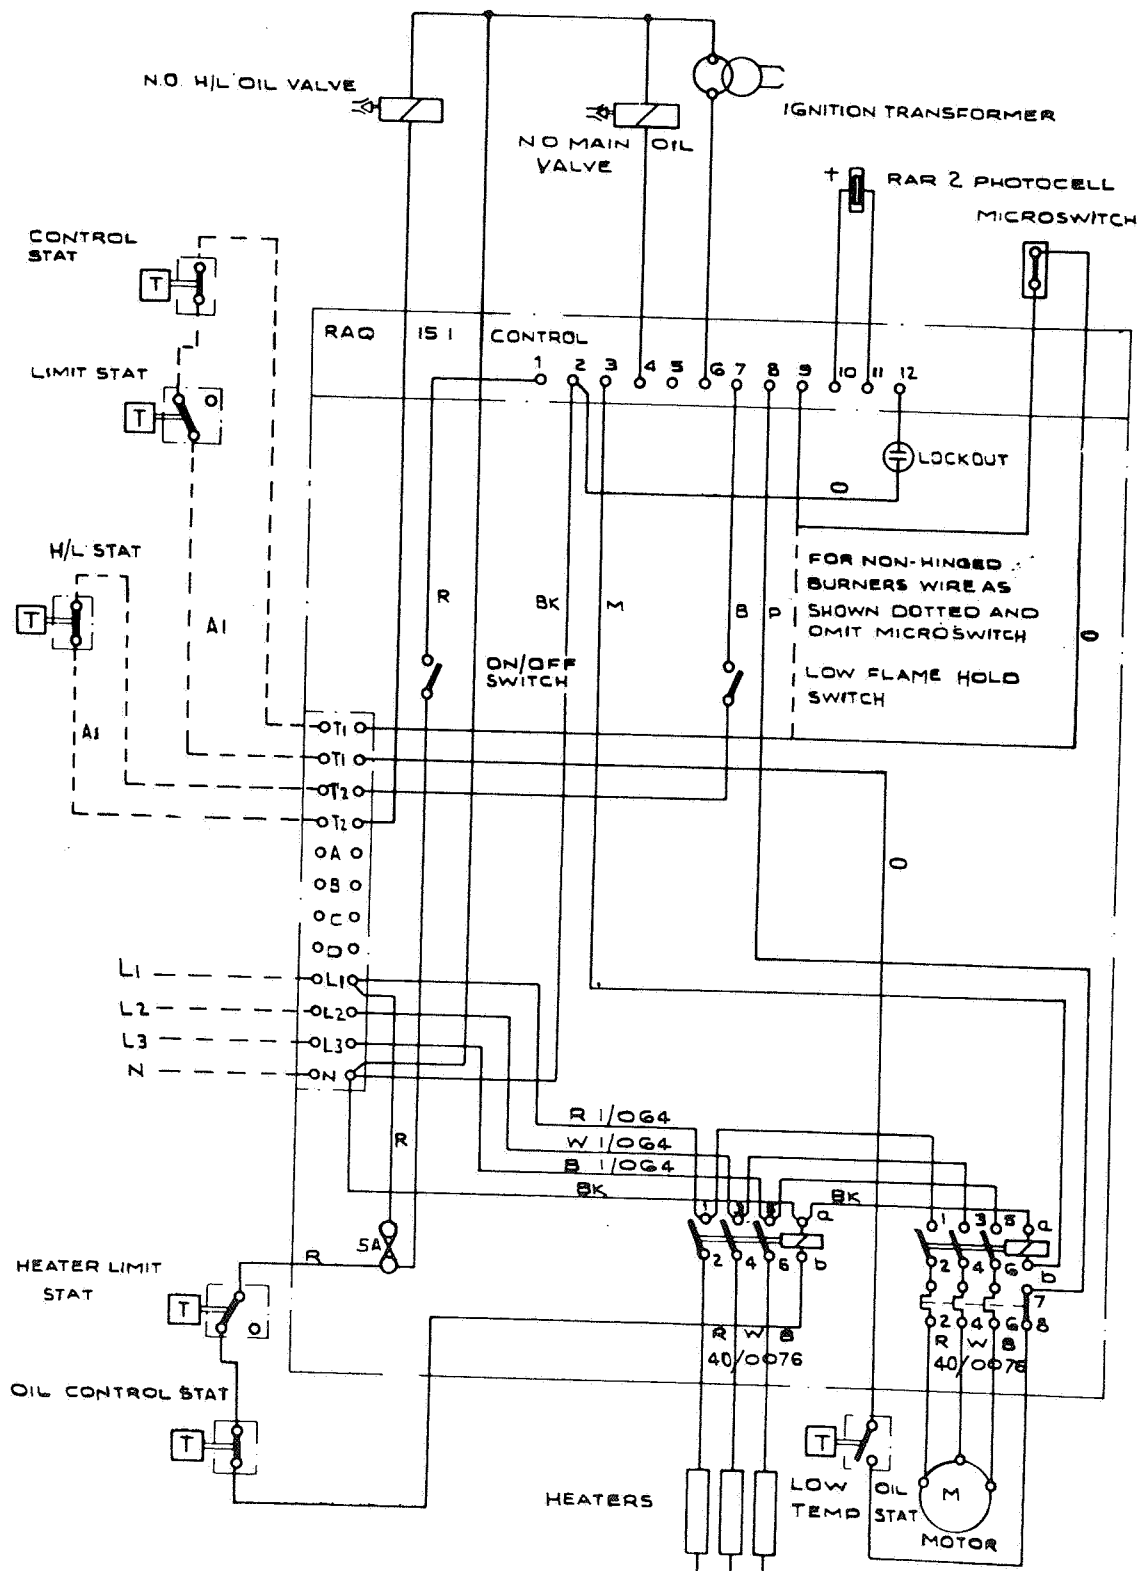 N.O. H/L OIL VALVE
IGNITION TRANSFORMER
N O MAIN OIL
VALVE
+
RAR 2 PHOTOCELL
MICROSWITCH
CONTROL
STAT
T
RAQ 151 CONTROL
1 2 3 4 5 6 7 8 9 10 11 12
LIMIT STAT
T
LOCKOUT
O
H/L STAT
T
A1
R
BK
M
B
P
FOR NON-HINGED
BURNERS WIRE AS
SHOWN DOTTED AND
OMIT MICROSWITCH
O
ON/OFF
SWITCH
LOW FLAME HOLD
SWITCH
A1
T1
T1
T2
T2
A
B
C
D
O
L1 L1
L2 L2
L3 L3
N N
R 1/064
W 1/064
B 1/064
BK
BK
R
5A
R
1 3 5 a
2 4 6 b
1 3 5 a
2 4 6 b
7
2 4 6 8
HEATER LIMIT
STAT
T
R W B
40/0076
R W B
40/0076
OIL CONTROL STAT
T
T
HEATERS
LOW OIL
TEMP STAT
M
MOTOR